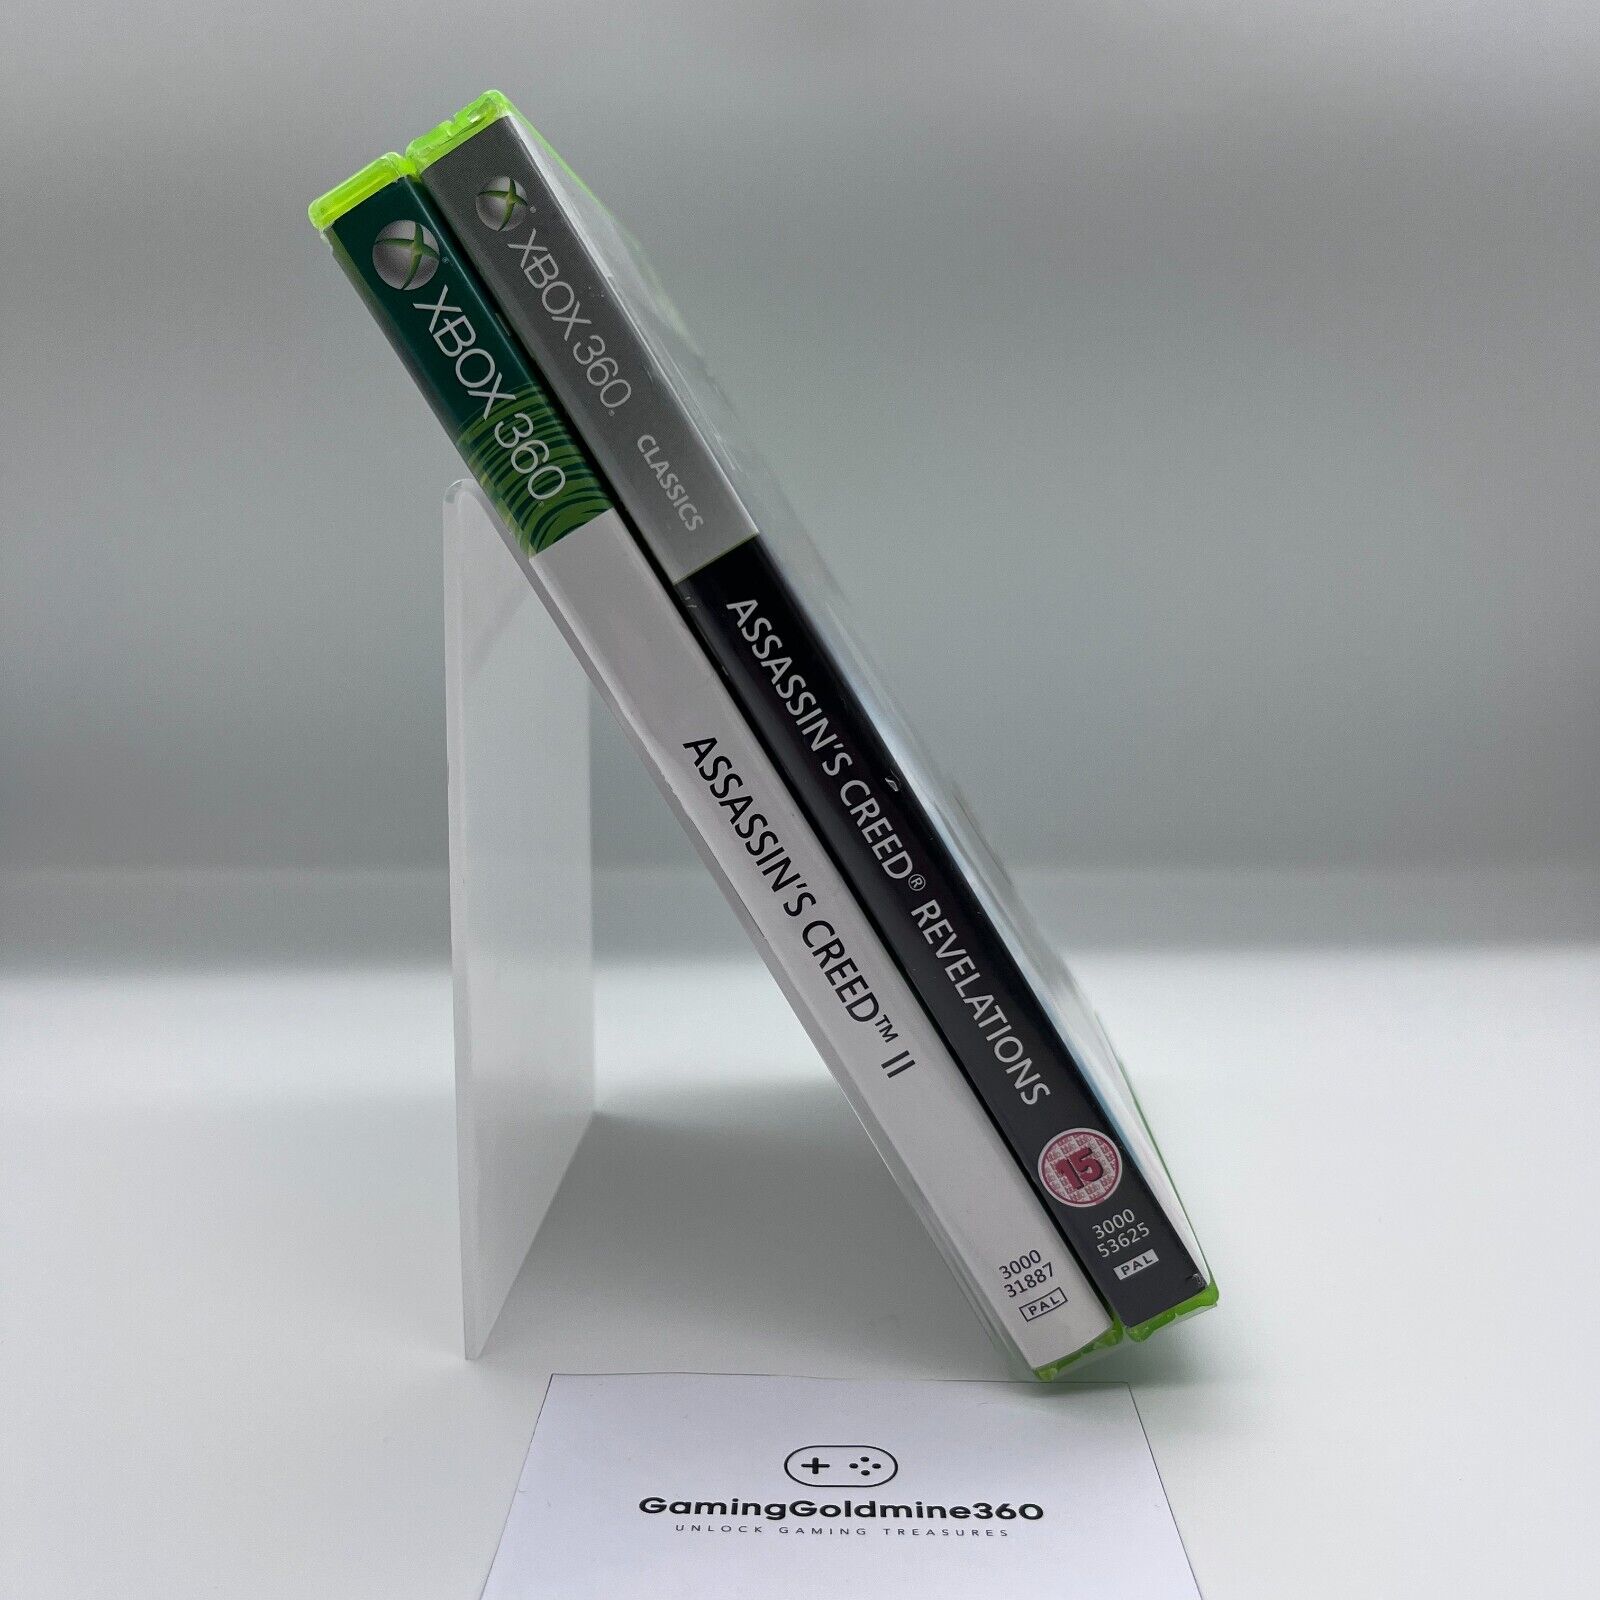 XBOX 360
ASSASSIN'S CREED™ II
3000
31887
PAL
XBOX 360® CLASSICS
ASSASSIN'S CREED® REVELATIONS
15
3000
53625
PAL
GamingGoldmine360
UNLOCK GAMING TREASURES